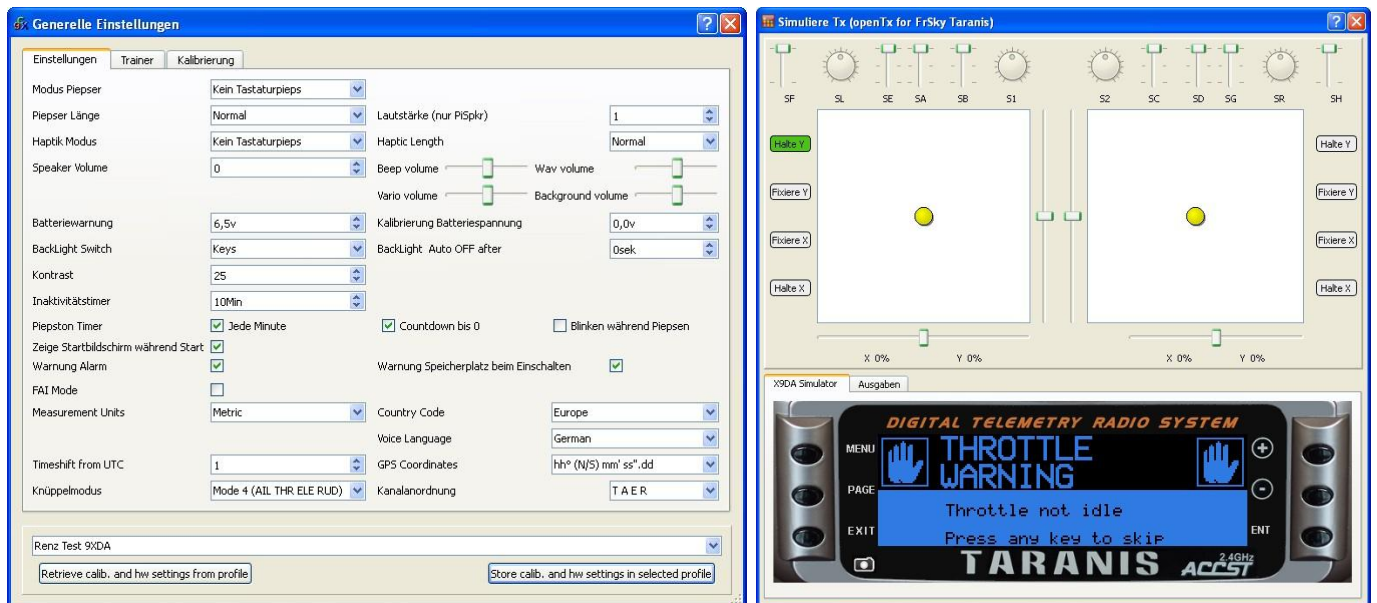 Generelle Einstellungen
Einstellungen Trainer Kalibrierung
Modus Piepser Kein Tastaturpieps
Piepser Länge Normal Lautstärke (nur PiSpkr) 1
Haptik Modus Kein Tastaturpieps Haptic Length Normal
Speaker Volume 0 Beep volume Wav volume
Vario volume Background volume
Batteriewarnung 6,5v Kalibrierung Batteriespannung 0,0v
BackLight Switch Keys BackLight Auto OFF after 0sek
Kontrast 25
Inaktivitätstimer 10Min
Piepston Timer Jede Minute Countdown bis 0 Blinken während Piepsen
Zeige Startbildschirm während Start
Warnung Alarm Warnung Speicherplatz beim Einschalten
FAI Mode
Measurement Units Metric Country Code Europe
Voice Language German
Timeshift from UTC 1 GPS Coordinates hhº (N/S) mm' ss".dd
Knüppelmodus Mode 4 (AIL THR ELE RUD) Kanalanordnung T A E R
Renz Test 9XDA
Retrieve calib. and hw settings from profile Store calib. and hw settings in selected profile
Simuliere Tx (openTx for FrSky Taranis)
SF SL SE SA SB S1 S2 SC SD SG SR SH
Halte Y Halte Y
Fixiere Y Fixiere Y
Fixiere X Fixiere X
Halte X Halte X
X 0% Y 0% X 0% Y 0%
X9DA Simulator Ausgaben
DIGITAL TELEMETRY RADIO SYSTEM
MENU THROTTLE +
WARNING
PAGE -
Throttle not idle
EXIT ENT
Press any key to skip
TARANIS 2.4GHz
ACCST